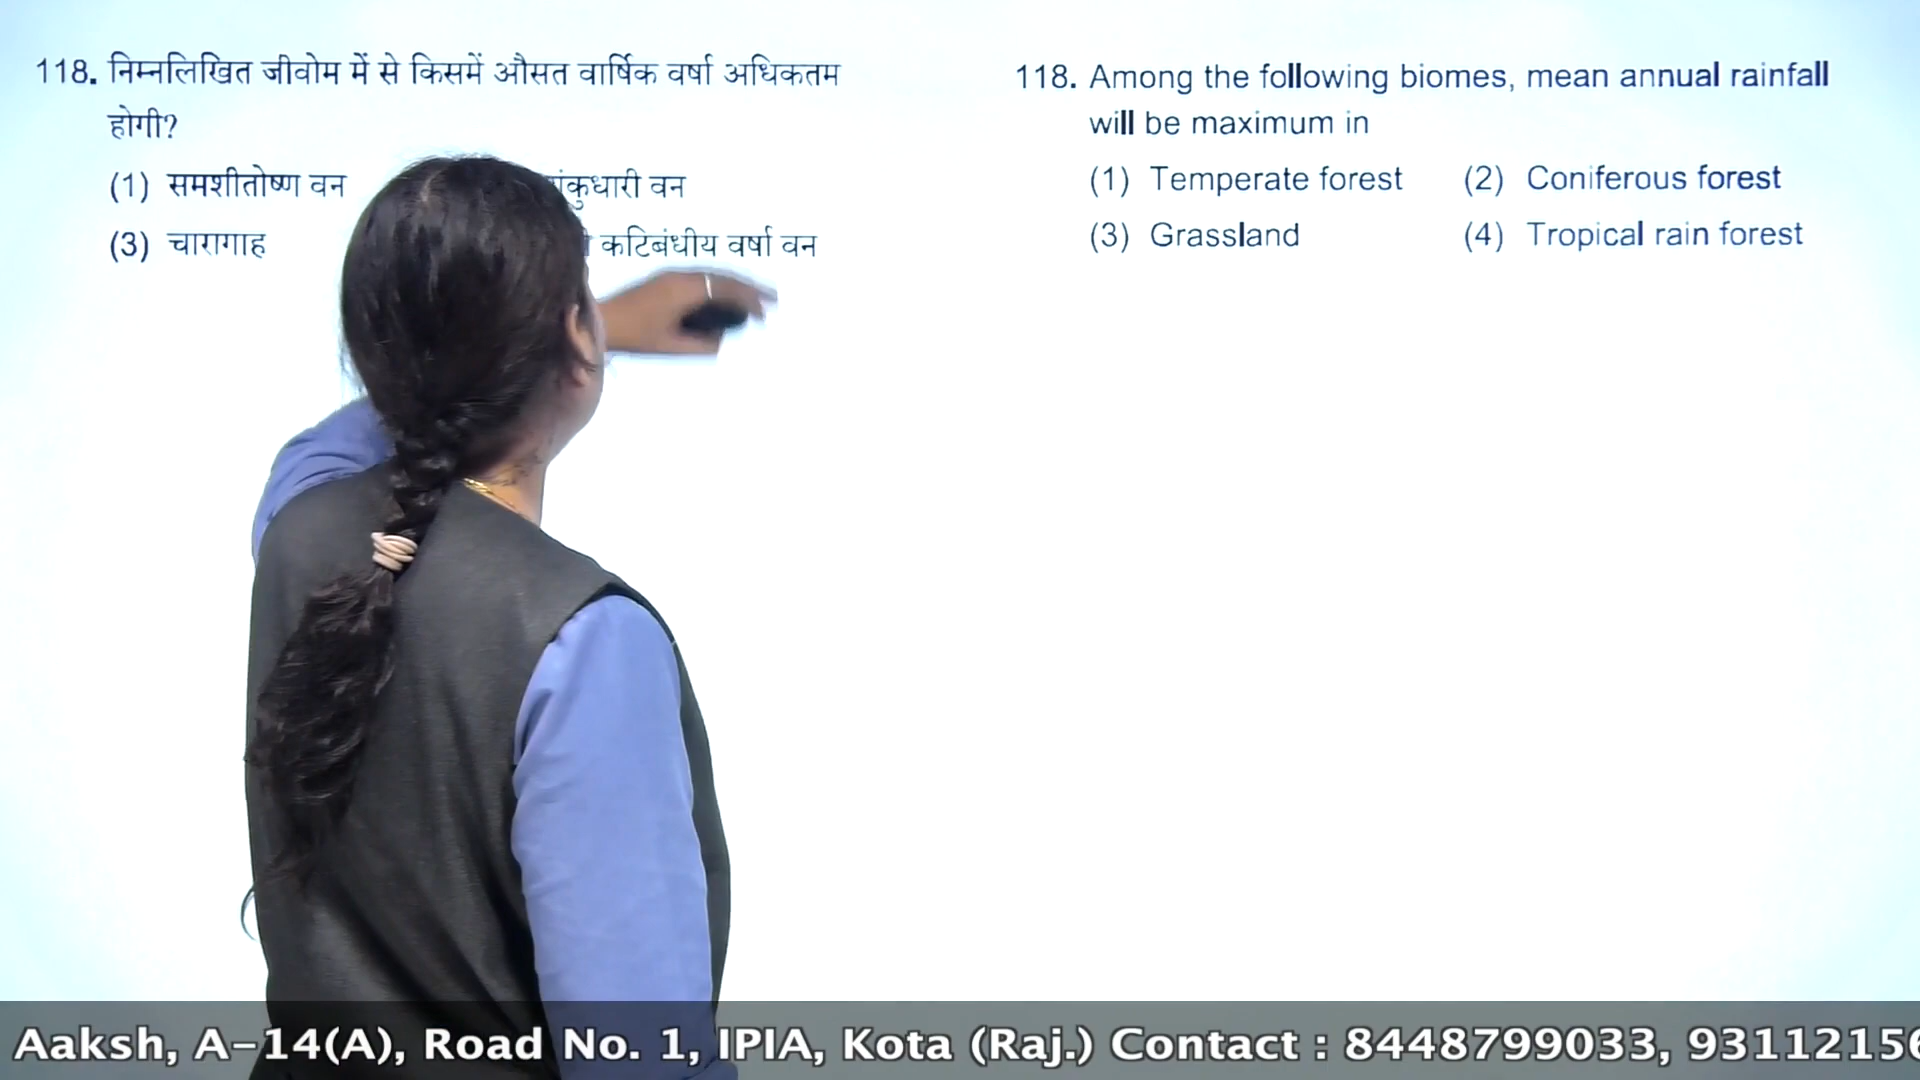 118. निम्नलिखित जीवोम में से किसमें औसत वार्षिक वर्षा अधिकतम
होगी?
(1) समशीतोष्ण वन
शंकुधारी वन
(3) चारागाह
कटिबंधीय वर्षा वन
118. Among the following biomes, mean annual rainfall
will be maximum in
(1) Temperate forest (2) Coniferous forest
(3) Grassland (4) Tropical rain forest
Aaksh, A-14(A), Road No. 1, IPIA, Kota (Raj.) Contact : 8448799033, 9311215